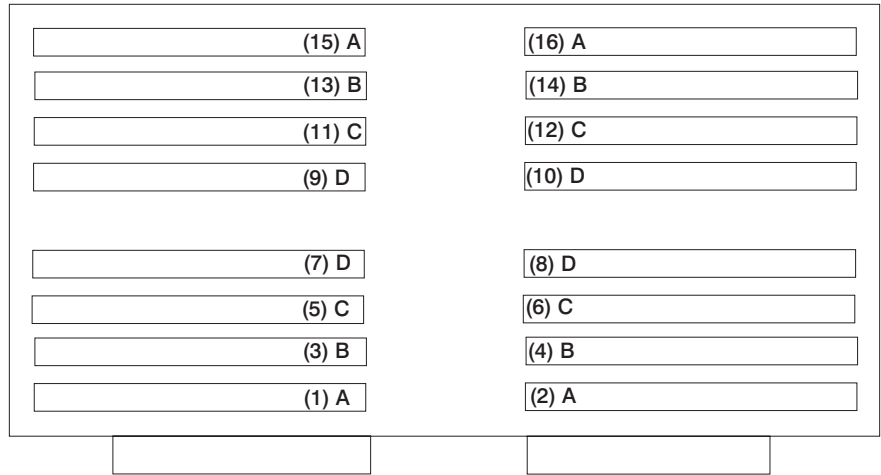 (15) A (16) A
(13) B (14) B
(11) C (12) C
(9) D (10) D
(7) D (8) D
(5) C (6) C
(3) B (4) B
(1) A (2) A